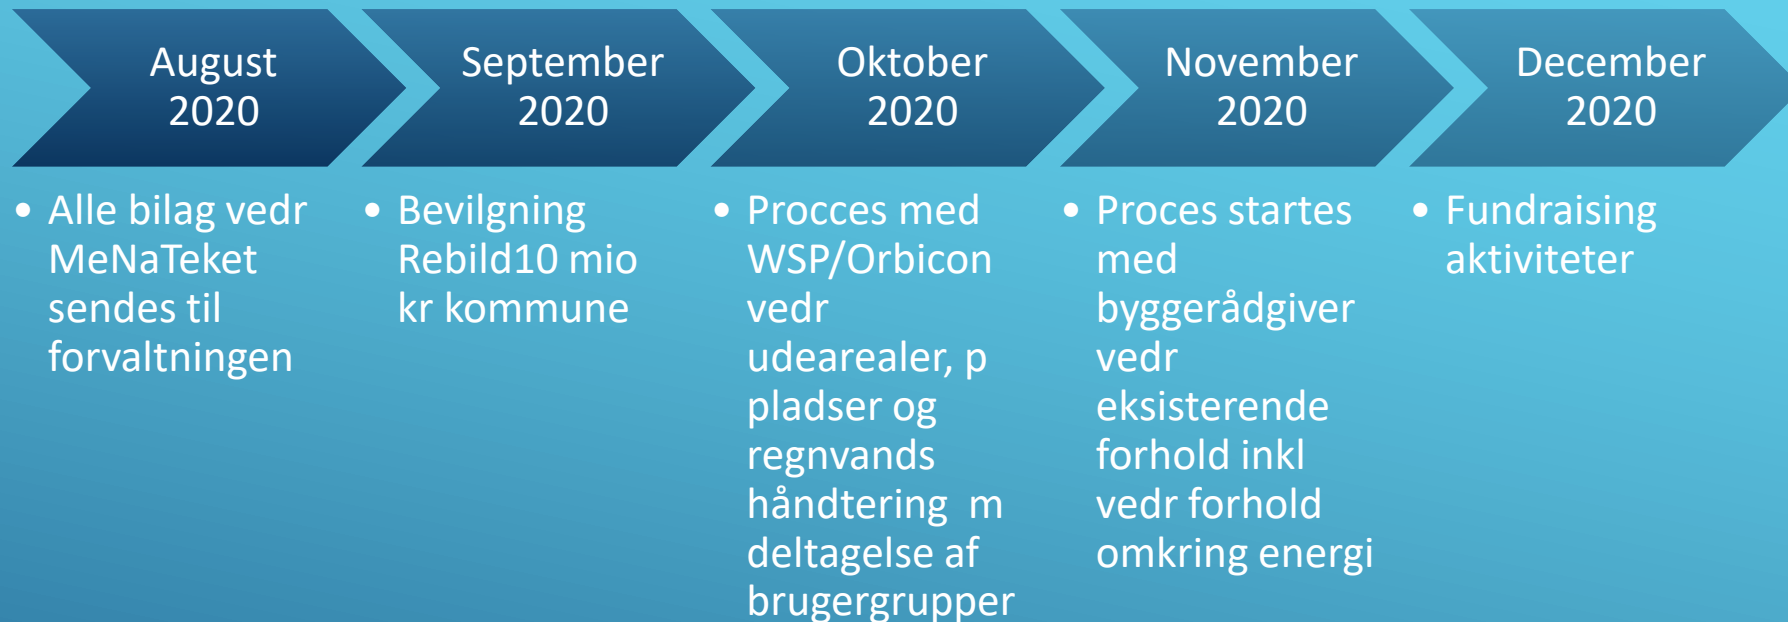 August
2020
September
2020
Oktober
2020
November
2020
December
2020
• Alle bilag vedr
MeNaTeket
sendes til
forvaltningen
• Bevilgning
Rebild10 mio
kr kommune
• Procces med
WSP/Orbicon
vedr
udearealer, p
pladser og
regnvands
håndtering  m
deltagelse af
brugergrupper
• Proces startes
med
byggerådgiver
vedr
eksisterende
forhold inkl
vedr forhold
omkring energi
• Fundraising
aktiviteter